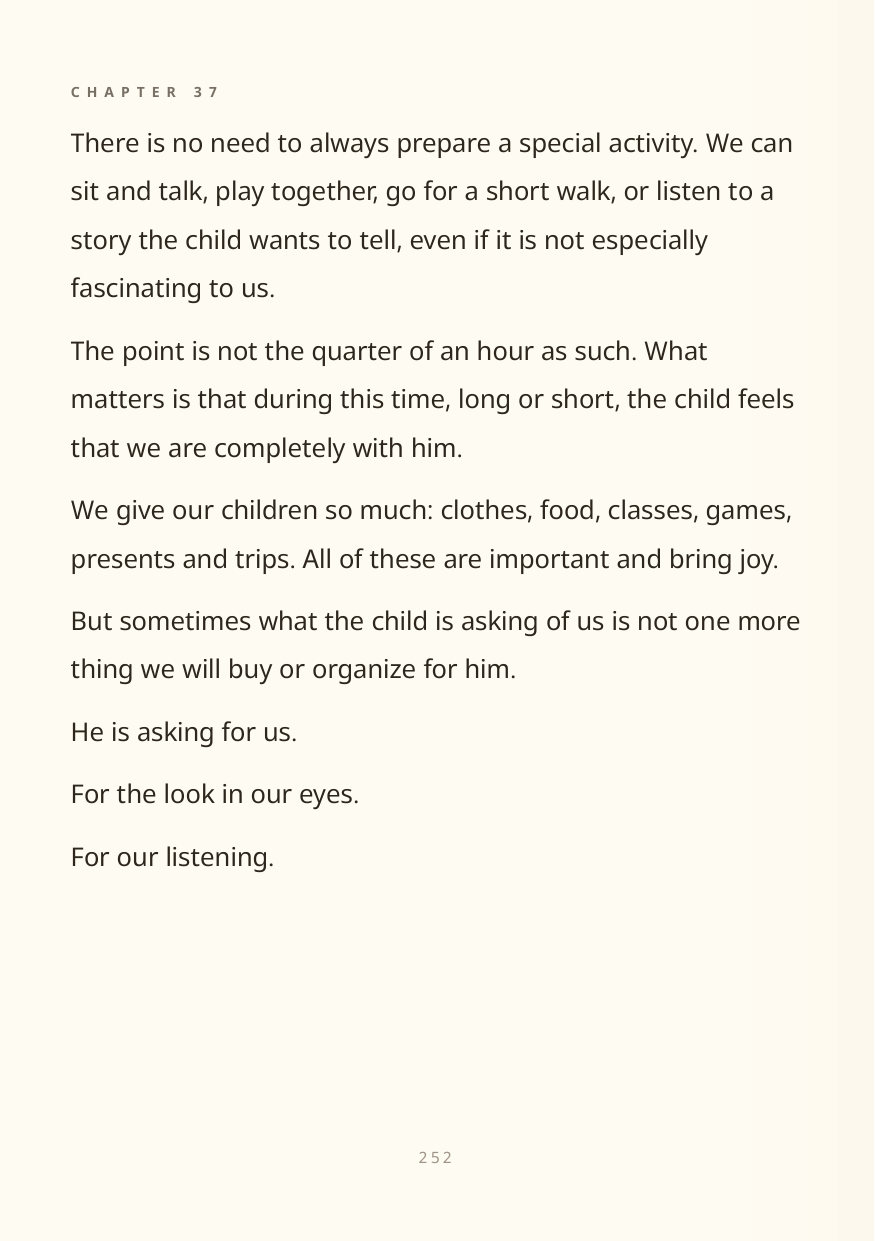 CHAPTER 37
There is no need to always prepare a special activity. We can
sit and talk, play together, go for a short walk, or listen to a
story the child wants to tell, even if it is not especially
fascinating to us.
The point is not the quarter of an hour as such. What
matters is that during this time, long or short, the child feels
that we are completely with him.
We give our children so much: clothes, food, classes, games,
presents and trips. All of these are important and bring joy.
But sometimes what the child is asking of us is not one more
thing we will buy or organize for him.
He is asking for us.
For the look in our eyes.
For our listening.
252